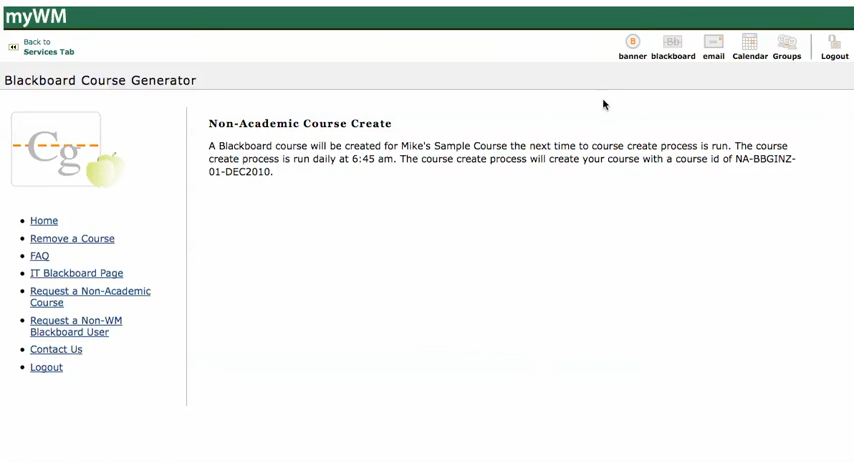 myWM
Back to
Services Tab
B
Bb
banner blackboard email Calendar Groups Logout
Blackboard Course Generator
Cg
Non-Academic Course Create
A Blackboard course will be created for Mike's Sample Course the next time to course create process is run. The course
create process is run daily at 6:45 am. The course create process will create your course with a course id of NA-BBGINZ-
01-DEC2010.
Home
Remove a Course
FAQ
IT Blackboard Page
Request a Non-Academic
Course
Request a Non-WM
Blackboard User
Contact Us
Logout